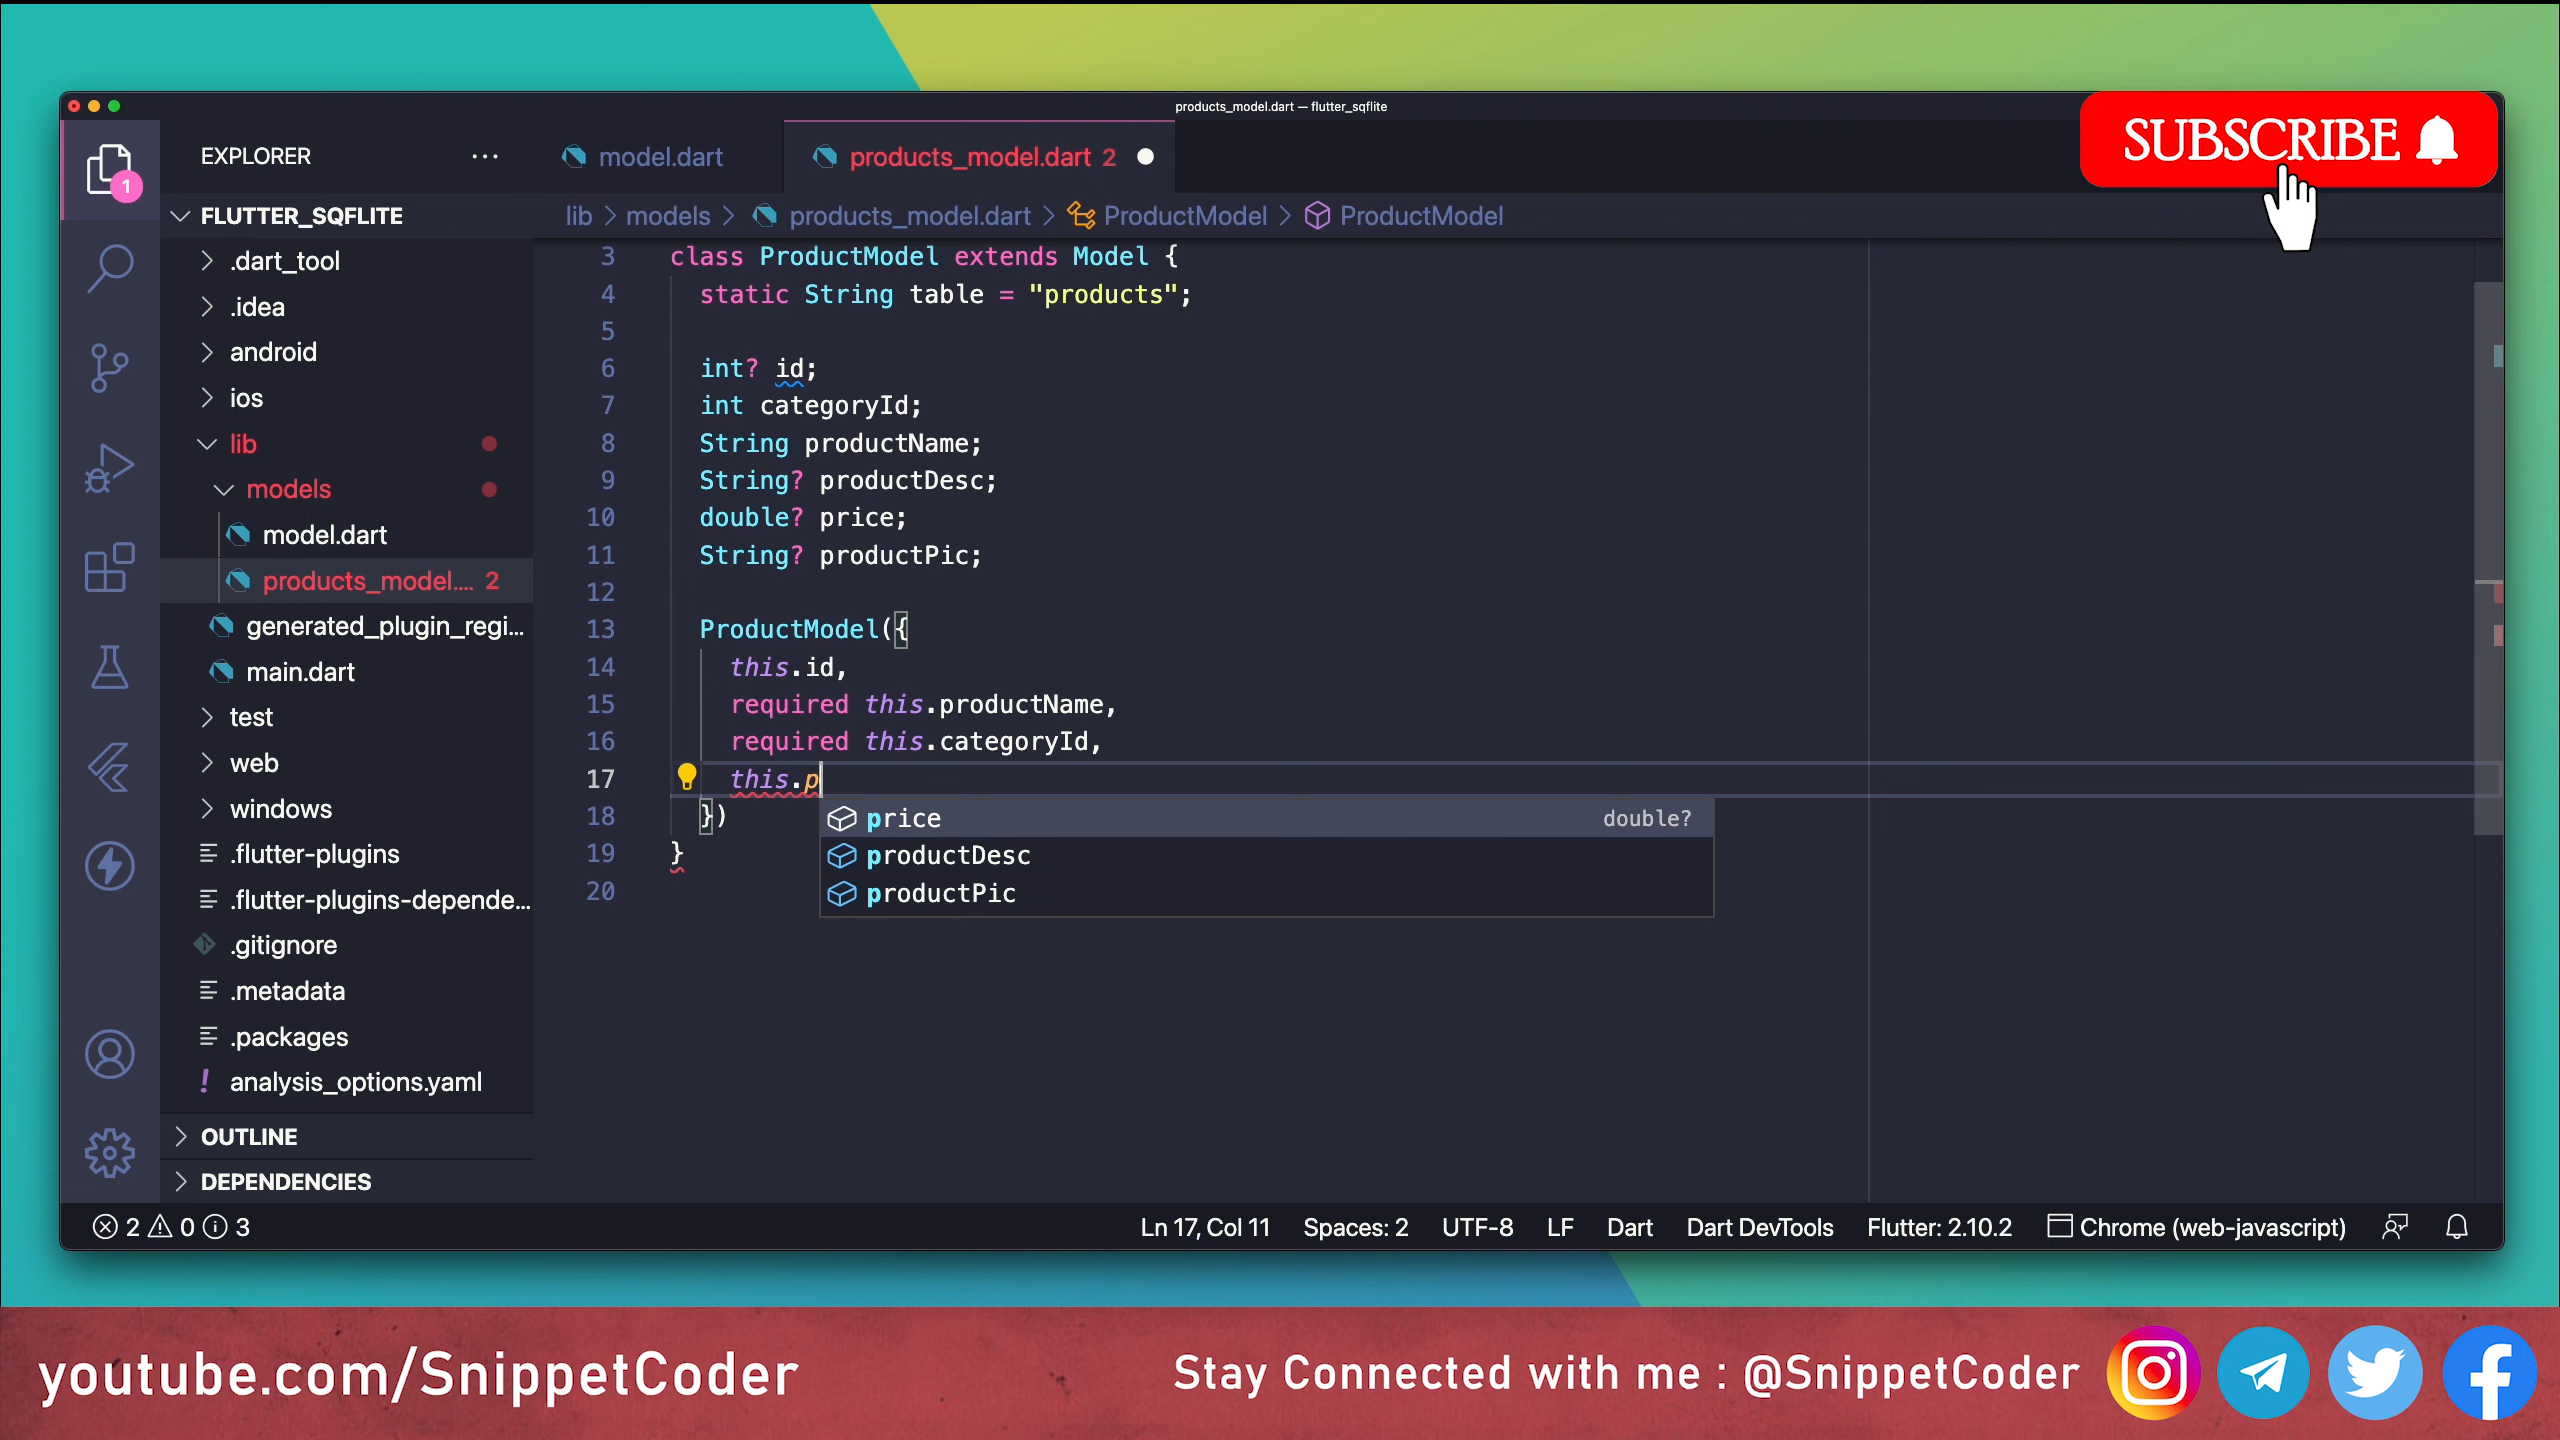 products_model.dart — flutter_sqflite
SUBSCRIBE
1
EXPLORER
model.dart
products_model.dart 2
FLUTTER_SQFLITE
lib > models > products_model.dart > ProductModel > ProductModel
.dart_tool
.idea
android
ios
lib
models
model.dart
products_model.... 2
generated_plugin_regi...
main.dart
test
web
windows
.flutter-plugins
.flutter-plugins-depende...
.gitignore
.metadata
.packages
! analysis_options.yaml
OUTLINE
DEPENDENCIES
3 class ProductModel extends Model {
4 static String table = "products";
5
6 int? id;
7 int categoryId;
8 String productName;
9 String? productDesc;
10 double? price;
11 String? productPic;
12
13 ProductModel({
14 this.id,
15 required this.productName,
16 required this.categoryId,
17 this.p
18 })
19 }
20
price double?
productDesc
productPic
2 0 3
Ln 17, Col 11 Spaces: 2 UTF-8 LF Dart Dart DevTools Flutter: 2.10.2 Chrome (web-javascript)
youtube.com/SnippetCoder
Stay Connected with me : @SnippetCoder